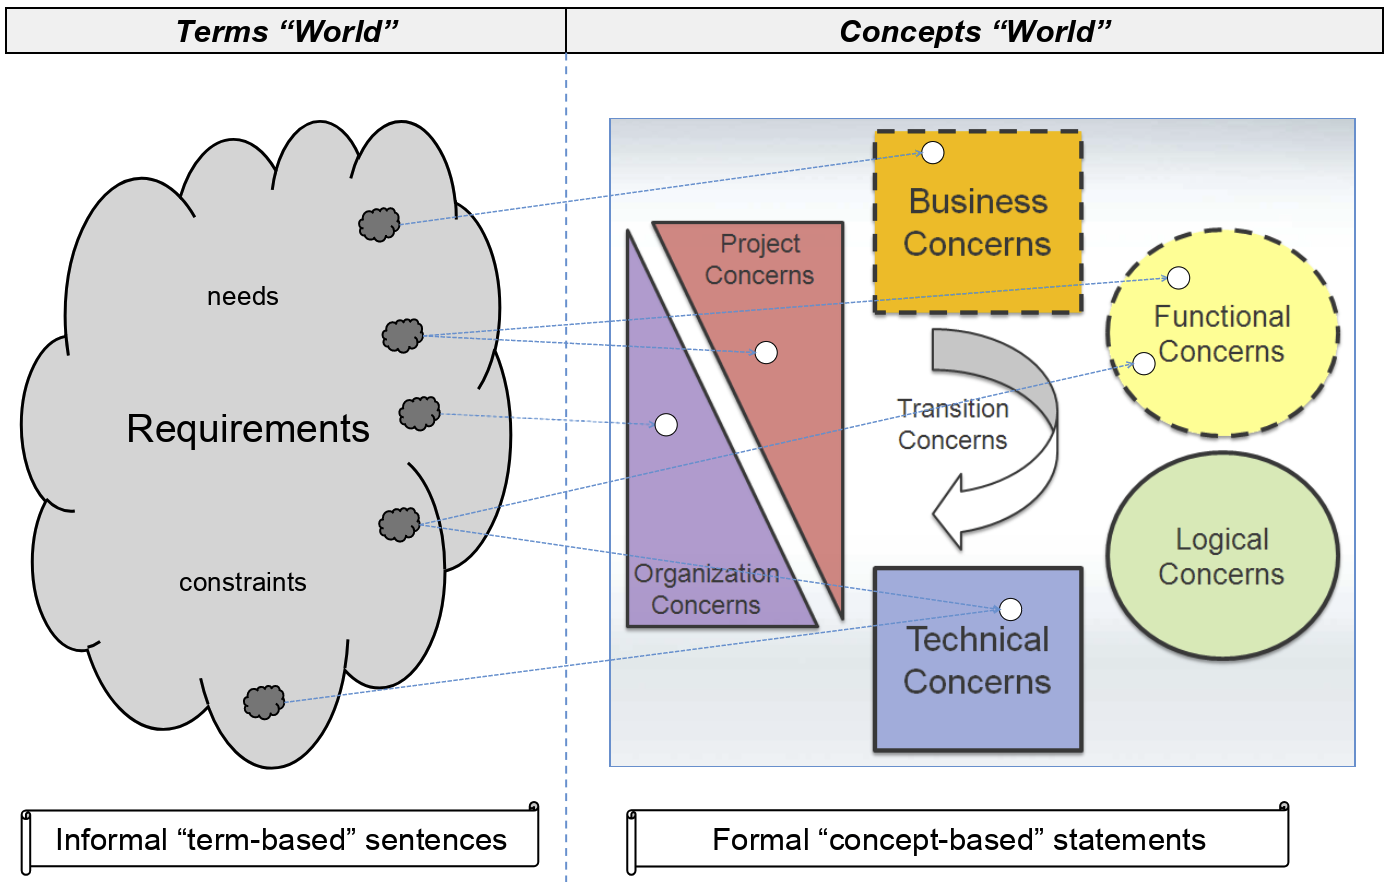 Terms “World”
Concepts “World”
needs
Requirements
constraints
Business
Concerns
Project
Concerns
Functional
Concerns
Transition
Concerns
Logical
Concerns
Organization
Concerns
Technical
Concerns
Informal “term-based” sentences
Formal “concept-based” statements